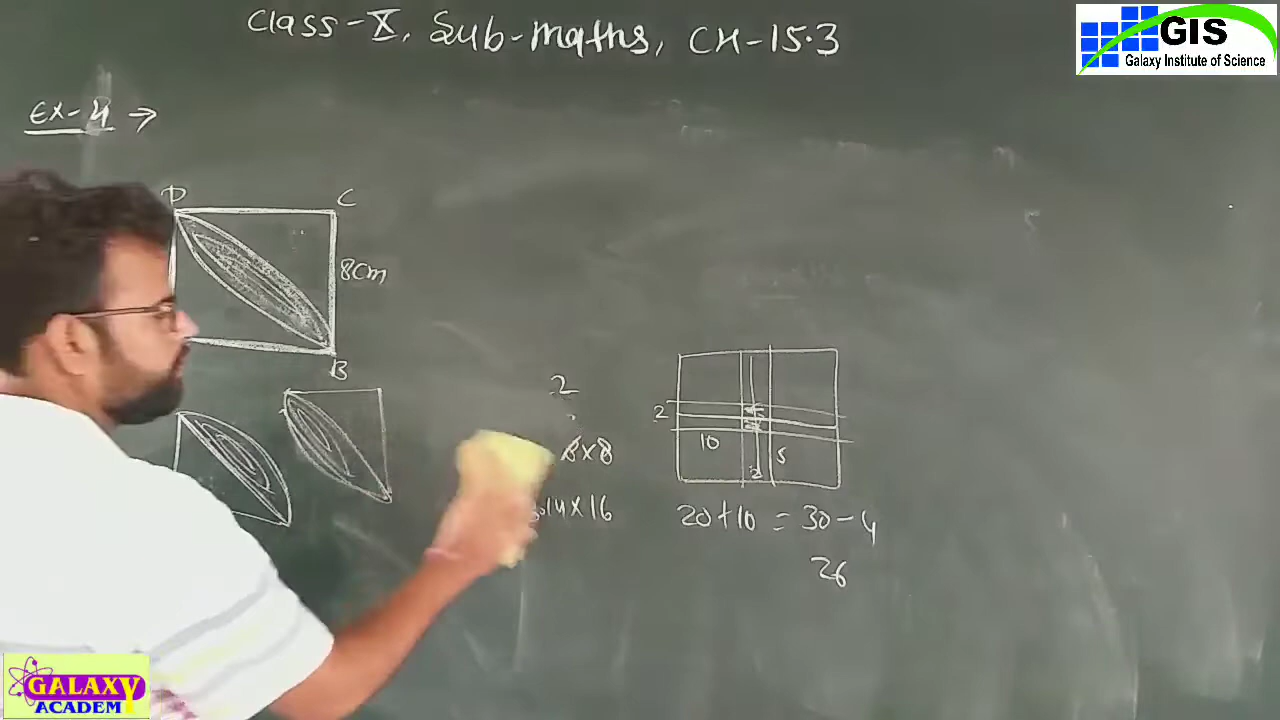 Class-X, Sub-maths, CH-15.3
GIS
Galaxy Institute of Science
Ex-4 →
D
C
8cm
B
2
8x8
.14x16
2
10
5
2
20+10 = 30-4
26
GALAXY
ACADEM